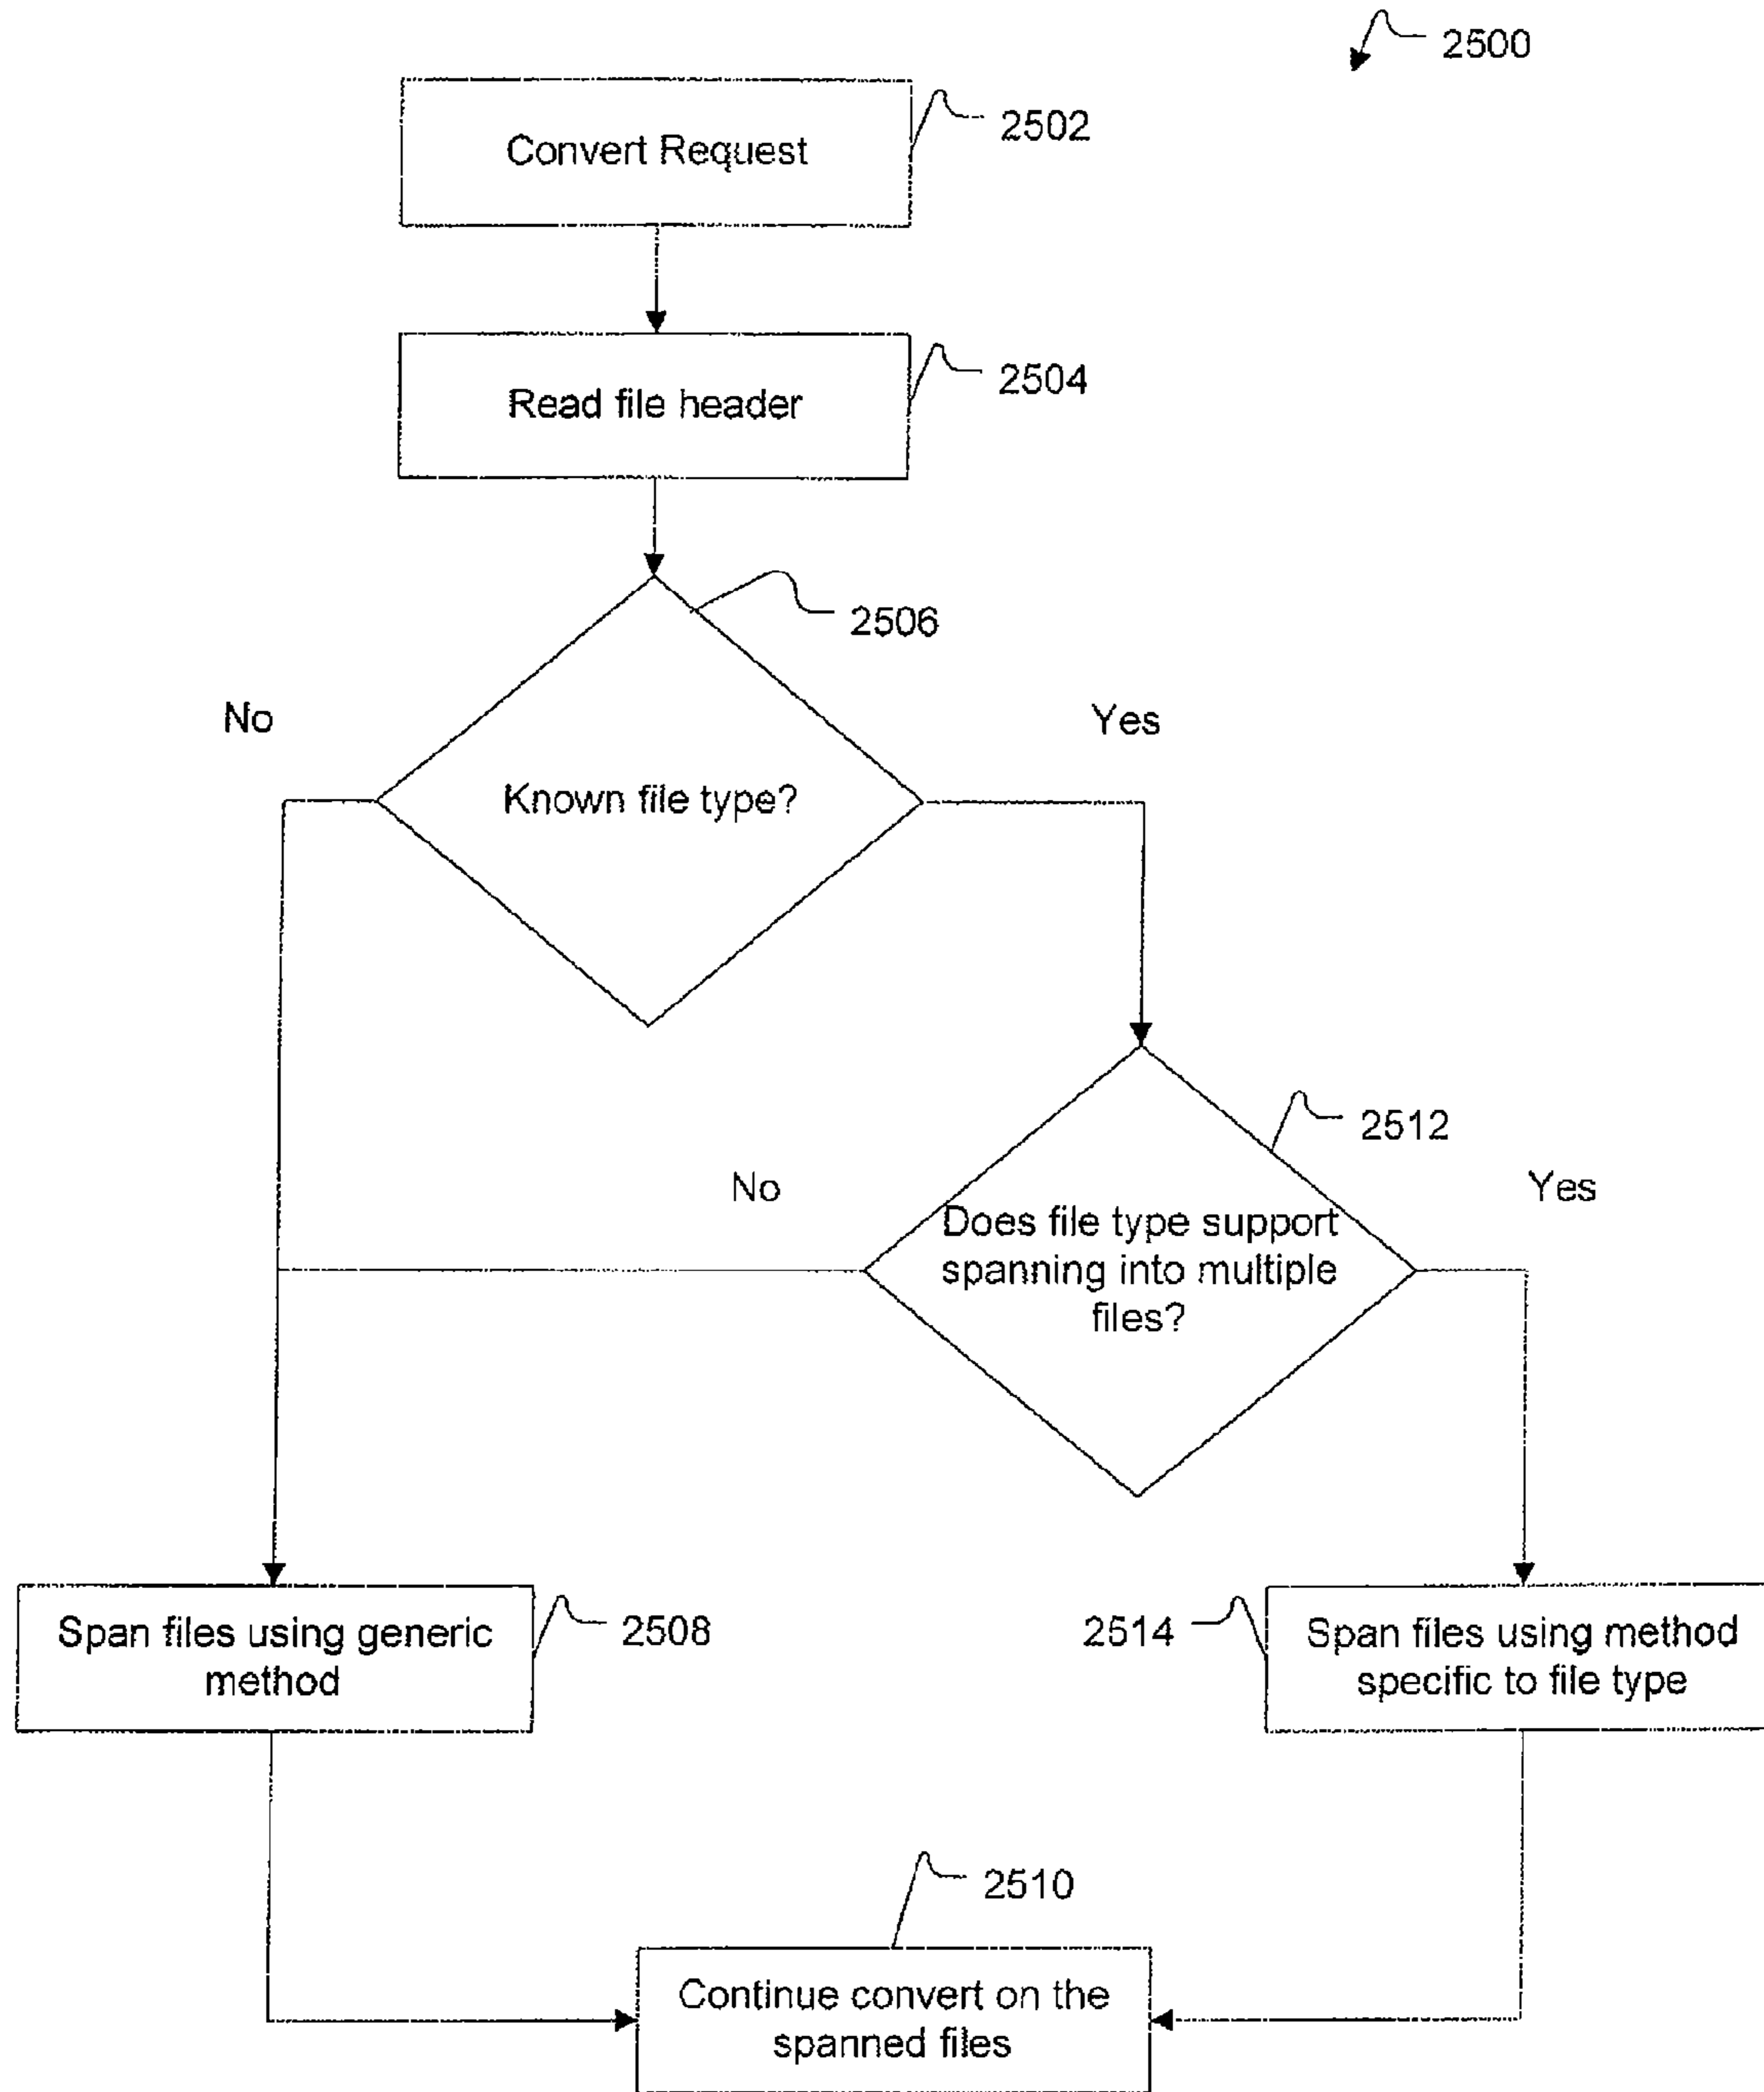 2500
Convert Request
2502
Read file header
2504
2506
No
Yes
Known file type?
2512
No
Yes
Does file type support
spanning into multiple
files?
Span files using generic
method
2508
2514
Span files using method
specific to file type
2510
Continue convert on the
spanned files